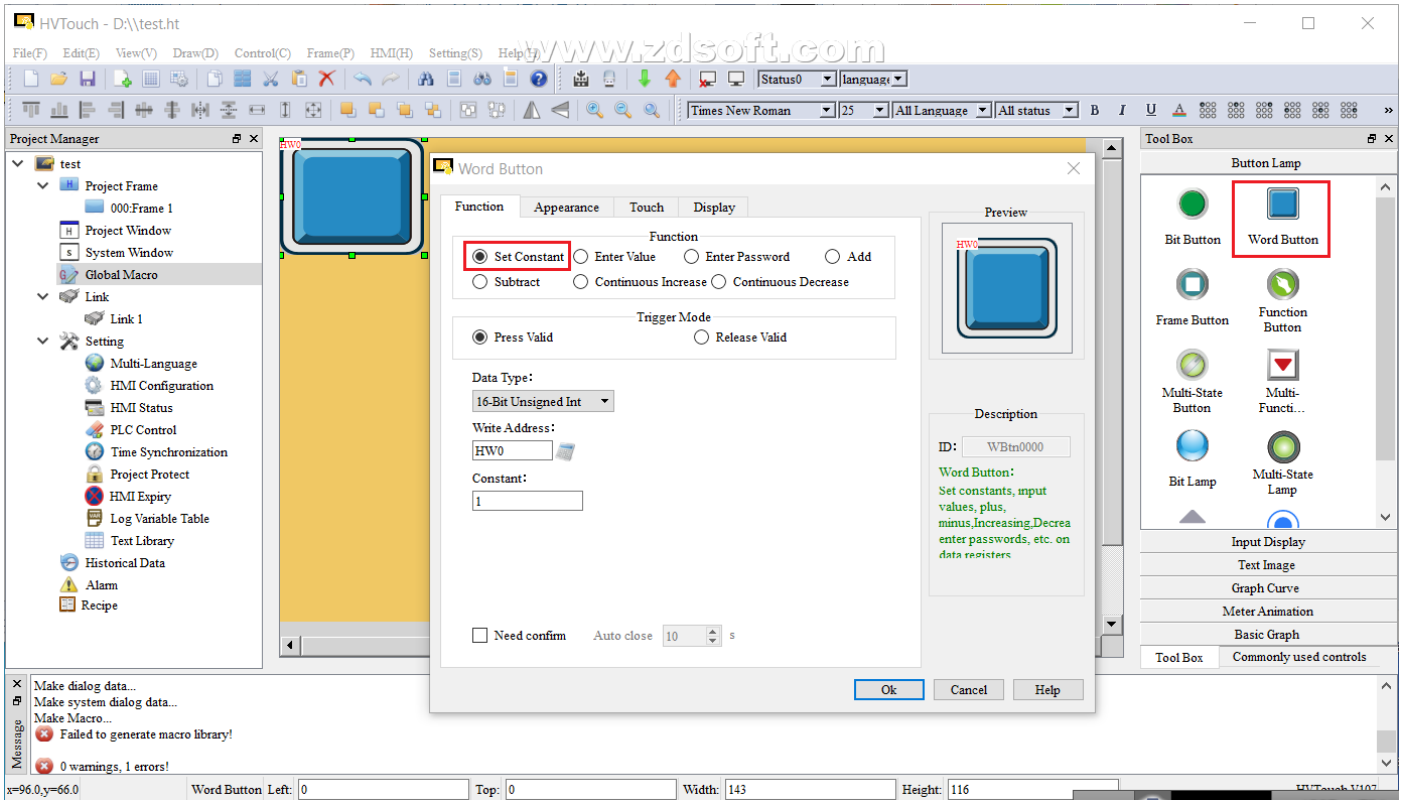 HVTouch - D:\\test.ht
File(F) Edit(E) View(V) Draw(D) Control(C) Frame(P) HMI(H) Setting(S) Help(H)
www.zdsoft.com
Status0 language
Times New Roman 25 All Language All status B I U A »
Project Manager
test
H Project Frame
000:Frame 1
H Project Window
S System Window
Global Macro
Link
Link 1
Setting
Multi-Language
HMI Configuration
HMI Status
PLC Control
Time Synchronization
Project Protect
HMI Expiry
Log Variable Table
Text Library
Historical Data
Alarm
Recipe
HW0
Word Button
Function Appearance Touch Display
Function
Set Constant Enter Value Enter Password Add
Subtract Continuous Increase Continuous Decrease
Trigger Mode
Press Valid Release Valid
Data Type:
16-Bit Unsigned Int
Write Address:
HW0
Constant:
1
Need confirm Auto close 10 s
Preview
HW0
Description
ID: WBtn0000
Word Button:
Set constants, input
values, plus,
minus,Increasing,Decrea
enter passwords, etc. on
data registers
Ok Cancel Help
Tool Box
Button Lamp
Bit Button Word Button
Frame Button Function
Button
Multi-State
Button
Multi-
Functi...
Bit Lamp Multi-State
Lamp
Input Display
Text Image
Graph Curve
Meter Animation
Basic Graph
Tool Box Commonly used controls
Message
Make dialog data...
Make system dialog data...
Make Macro...
Failed to generate macro library!
0 warnings, 1 errors!
x=96.0,y=66.0 Word Button Left: 0 Top: 0 Width: 143 Height: 116 HVTouch V107